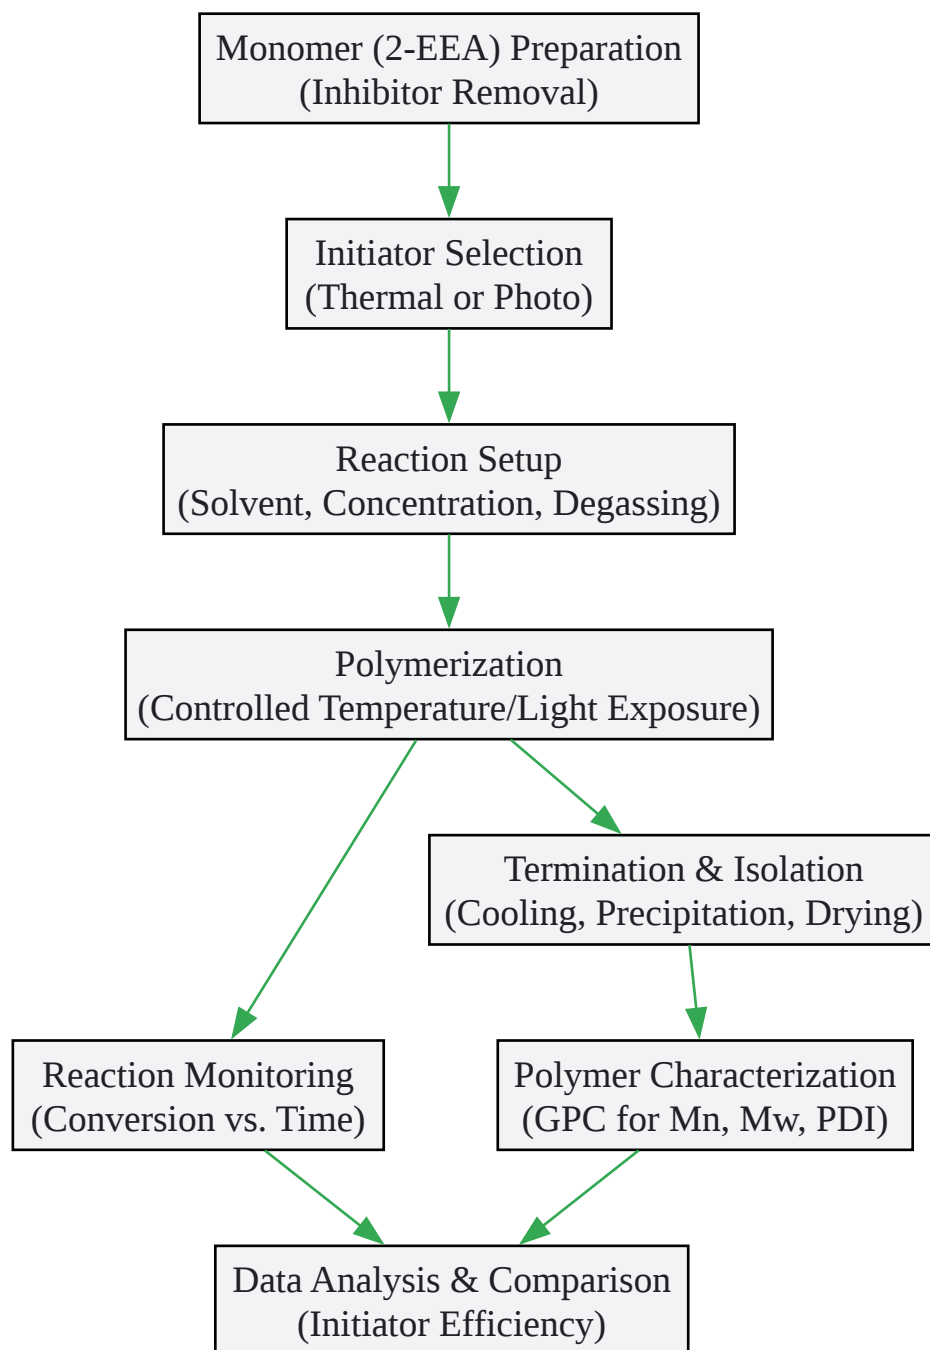 Monomer (2-EEA) Preparation
(Inhibitor Removal)
Initiator Selection
(Thermal or Photo)
Reaction Setup
(Solvent, Concentration, Degassing)
Polymerization
(Controlled Temperature/Light Exposure)
Termination & Isolation
(Cooling, Precipitation, Drying)
Reaction Monitoring
(Conversion vs. Time)
Polymer Characterization
(GPC for Mn, Mw, PDI)
Data Analysis & Comparison
(Initiator Efficiency)